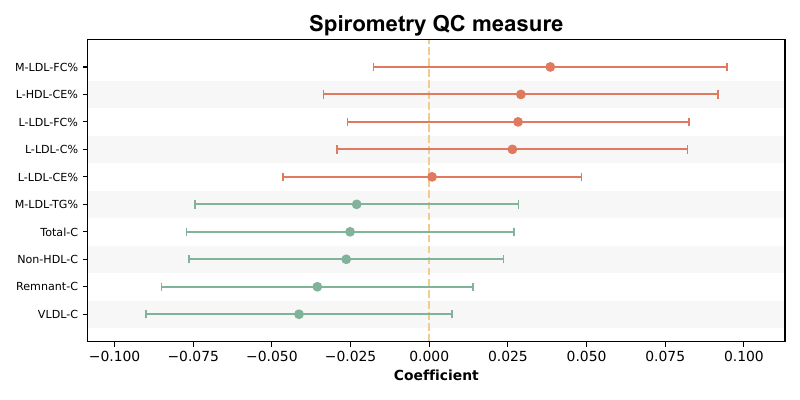 Spirometry QC measure
M-LDL-FC%
L-HDL-CE%
L-LDL-FC%
L-LDL-C%
L-LDL-CE%
M-LDL-TG%
Total-C
Non-HDL-C
Remnant-C
VLDL-C
−0.100 −0.075 −0.050 −0.025 0.000 0.025 0.050 0.075 0.100
Coefficient